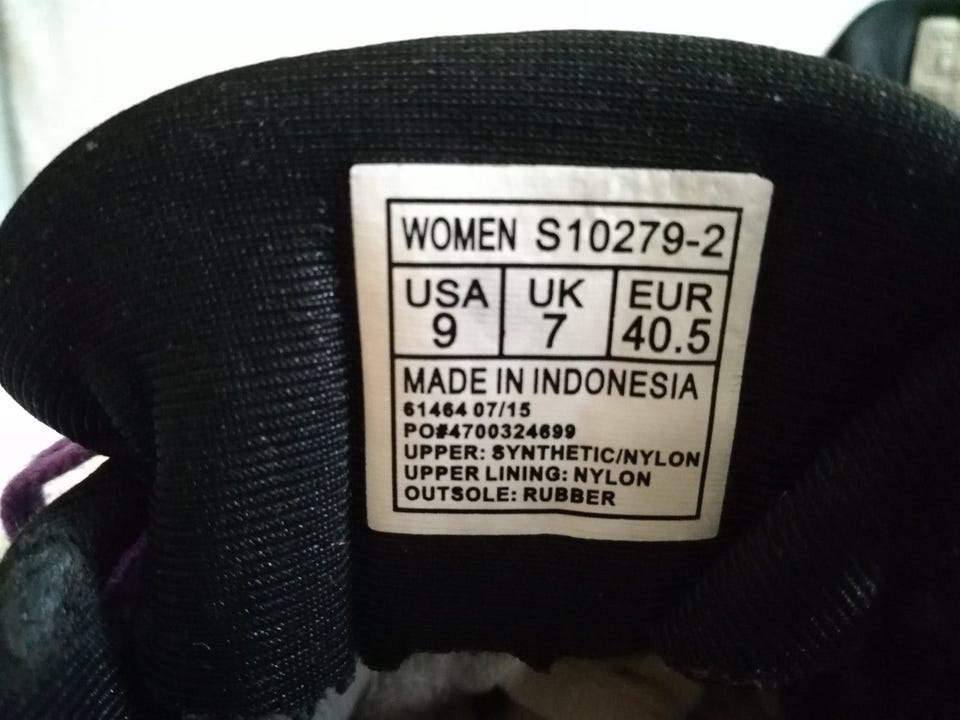 WOMEN S10279-2
USA UK EUR
9 7 40.5
MADE IN INDONESIA
61464 07/15
PO#4700324699
UPPER: SYNTHETIC/NYLON
UPPER LINING: NYLON
OUTSOLE: RUBBER